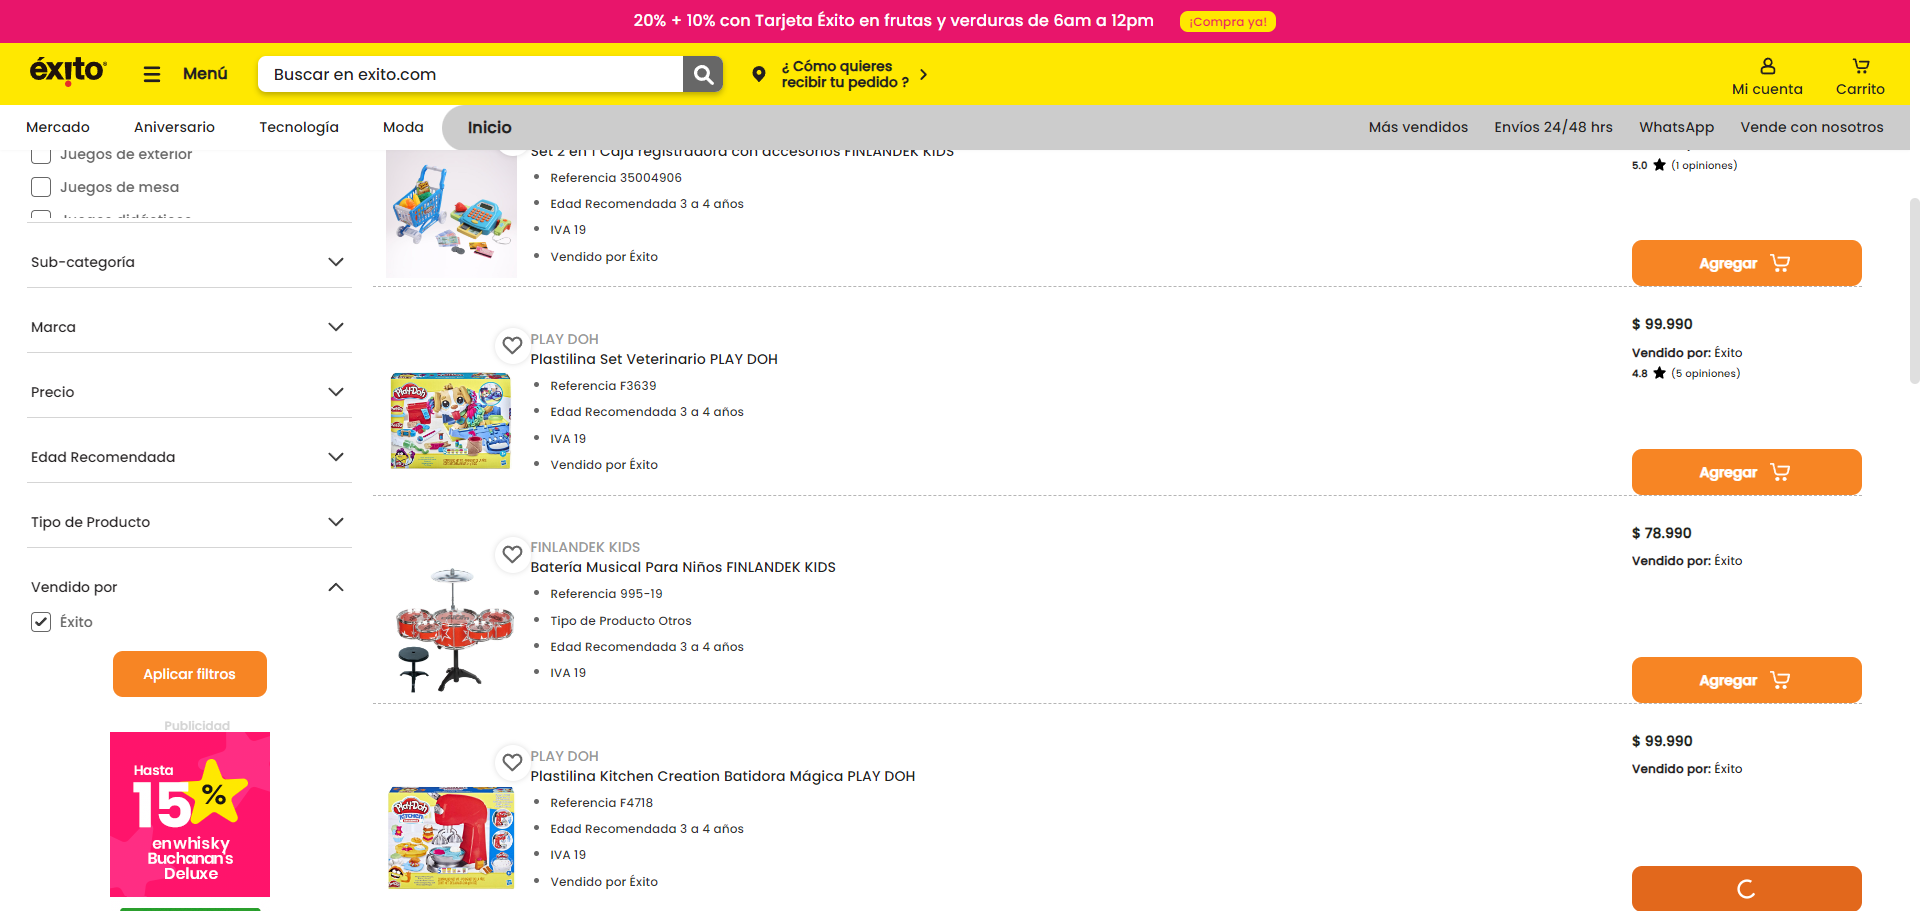 20% + 10% con Tarjeta Éxito en frutas y verduras de 6am a 12pm
¡Compra ya!
éxito
Menú
Buscar en exito.com
¿ Cómo quieres
recibir tu pedido ?
Mi cuenta
Carrito
Mercado
Aniversario
Tecnología
Moda
Inicio
Más vendidos
Envíos 24/48 hrs
WhatsApp
Vende con nosotros
Juegos de exterior
Juegos de mesa
Juegos didácticos
Sub-categoría
Marca
Precio
Edad Recomendada
Tipo de Producto
Vendido por
Éxito
Aplicar filtros
Publicidad
Hasta
15%
en whisky
Buchanan's
Deluxe
Set 2 en 1 Caja registradora con accesorios FINLANDEK KIDS
Referencia 35004906
Edad Recomendada 3 a 4 años
IVA 19
Vendido por Éxito
5.0 (1 opiniones)
Agregar
PLAY DOH
Plastilina Set Veterinario PLAY DOH
Referencia F3639
Edad Recomendada 3 a 4 años
IVA 19
Vendido por Éxito
$ 99.990
Vendido por: Éxito
4.8 (5 opiniones)
Agregar
FINLANDEK KIDS
Batería Musical Para Niños FINLANDEK KIDS
Referencia 995-19
Tipo de Producto Otros
Edad Recomendada 3 a 4 años
IVA 19
$ 78.990
Vendido por: Éxito
Agregar
PLAY DOH
Plastilina Kitchen Creation Batidora Mágica PLAY DOH
Referencia F4718
Edad Recomendada 3 a 4 años
IVA 19
Vendido por Éxito
$ 99.990
Vendido por: Éxito